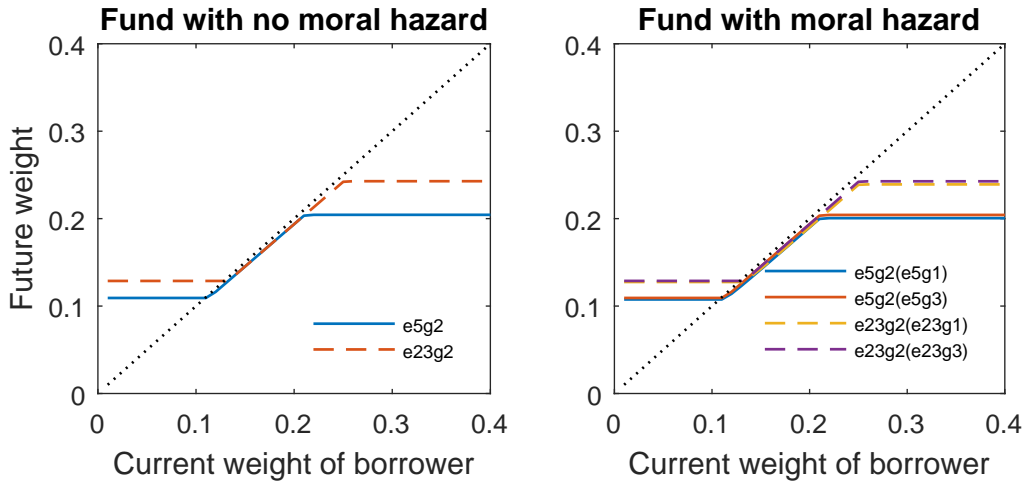 Fund with no moral hazard
Future weight
0.4
0.3
0.2
0.1
0
0
0.1
0.2
0.3
0.4
e5g2
e23g2
Current weight of borrower
Fund with moral hazard
0.4
0.3
0.2
0.1
0
0
0.1
0.2
0.3
0.4
e5g2(e5g1)
e5g2(e5g3)
e23g2(e23g1)
e23g2(e23g3)
Current weight of borrower